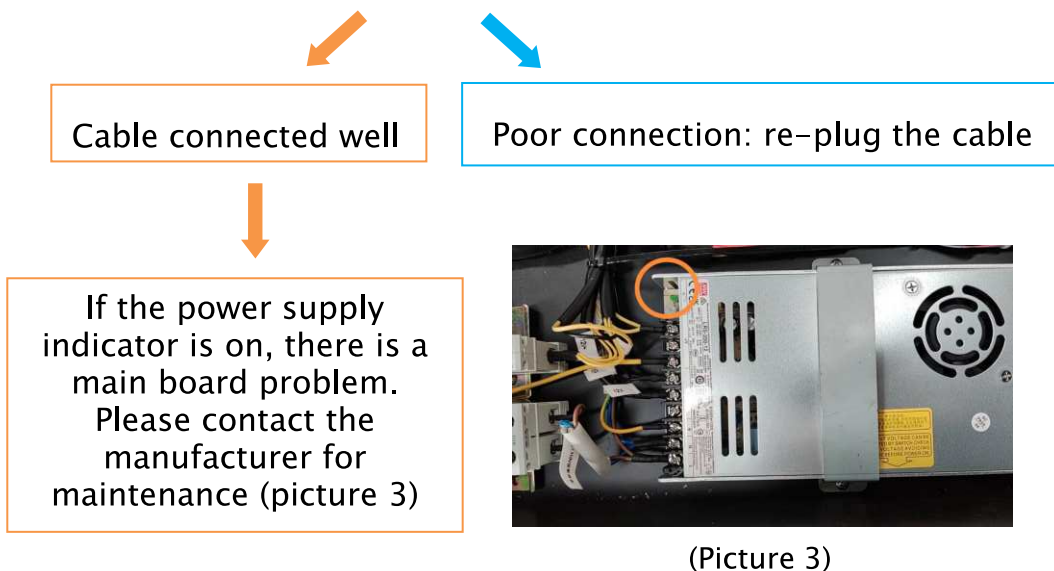 Cable connected well
Poor connection: re-plug the cable
If the power supply
indicator is on, there is a
main board problem.
Please contact the
manufacturer for
maintenance (picture 3)
(Picture 3)